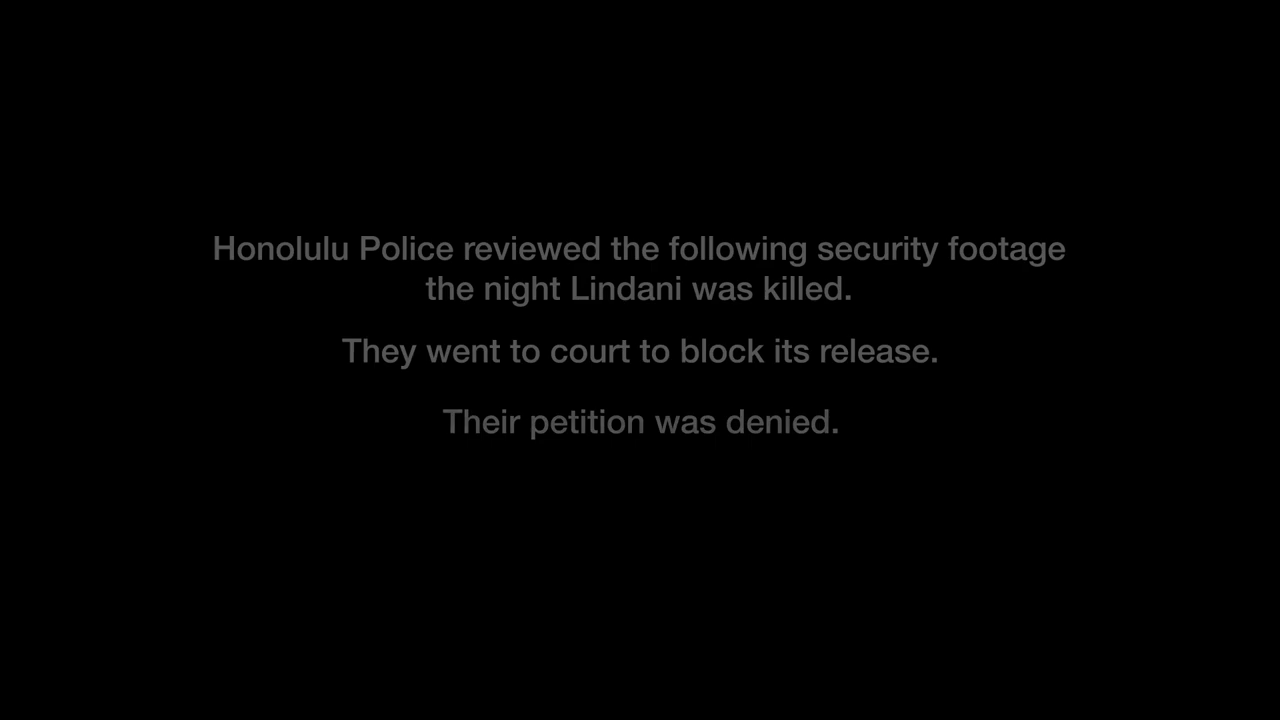 Honolulu Police reviewed the following security footage
the night Lindani was killed.
They went to court to block its release.
Their petition was denied.